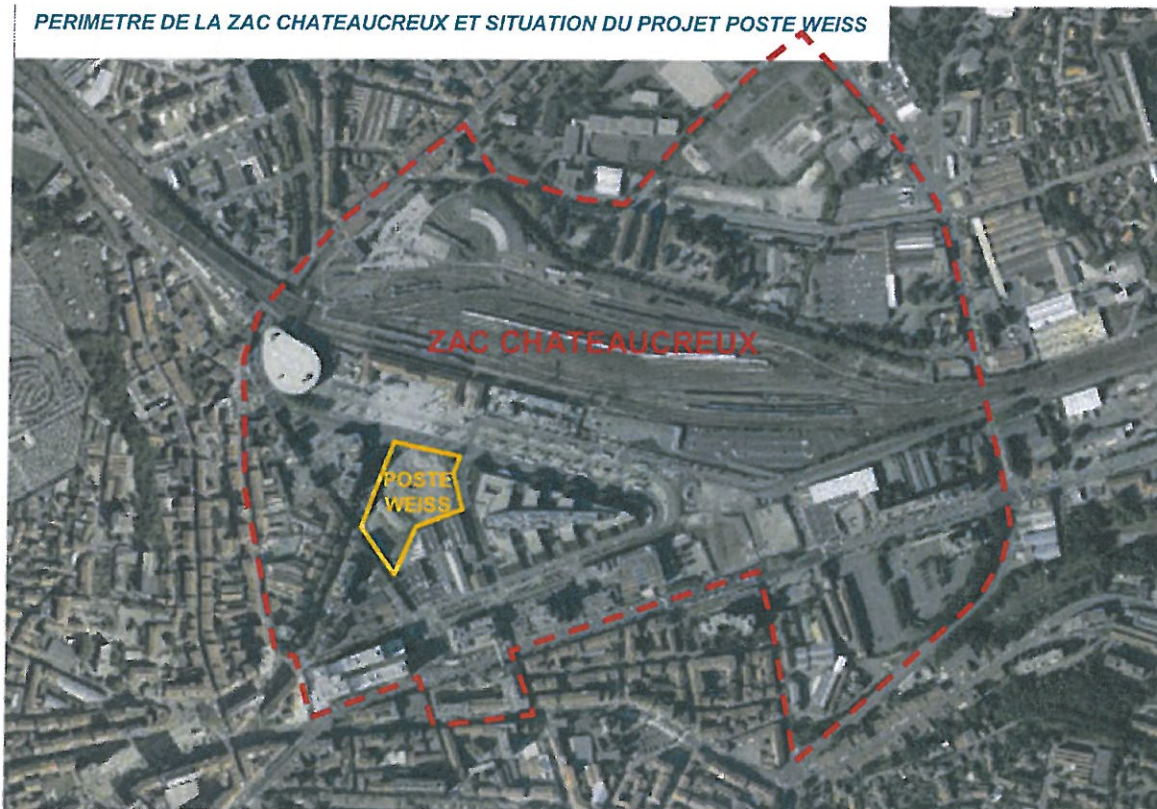 PERIMETRE DE LA ZAC CHATEAUCREUX ET SITUATION DU PROJET POSTE WEISS
ZAC CHATEAUCREUX
POSTE
WEISS